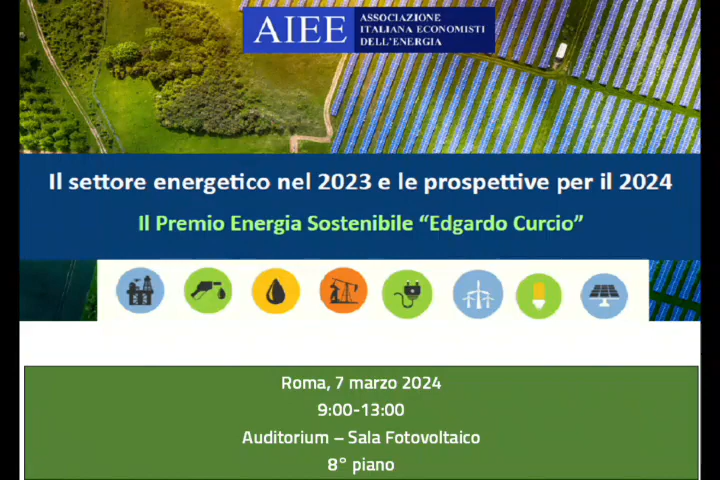 AIEE
ASSOCIAZIONE
ITALIANA ECONOMISTI
DELL'ENERGIA
Il settore energetico nel 2023 e le prospettive per il 2024
Il Premio Energia Sostenibile “Edgardo Curcio”
Roma, 7 marzo 2024
9:00-13:00
Auditorium – Sala Fotovoltaico
8° piano